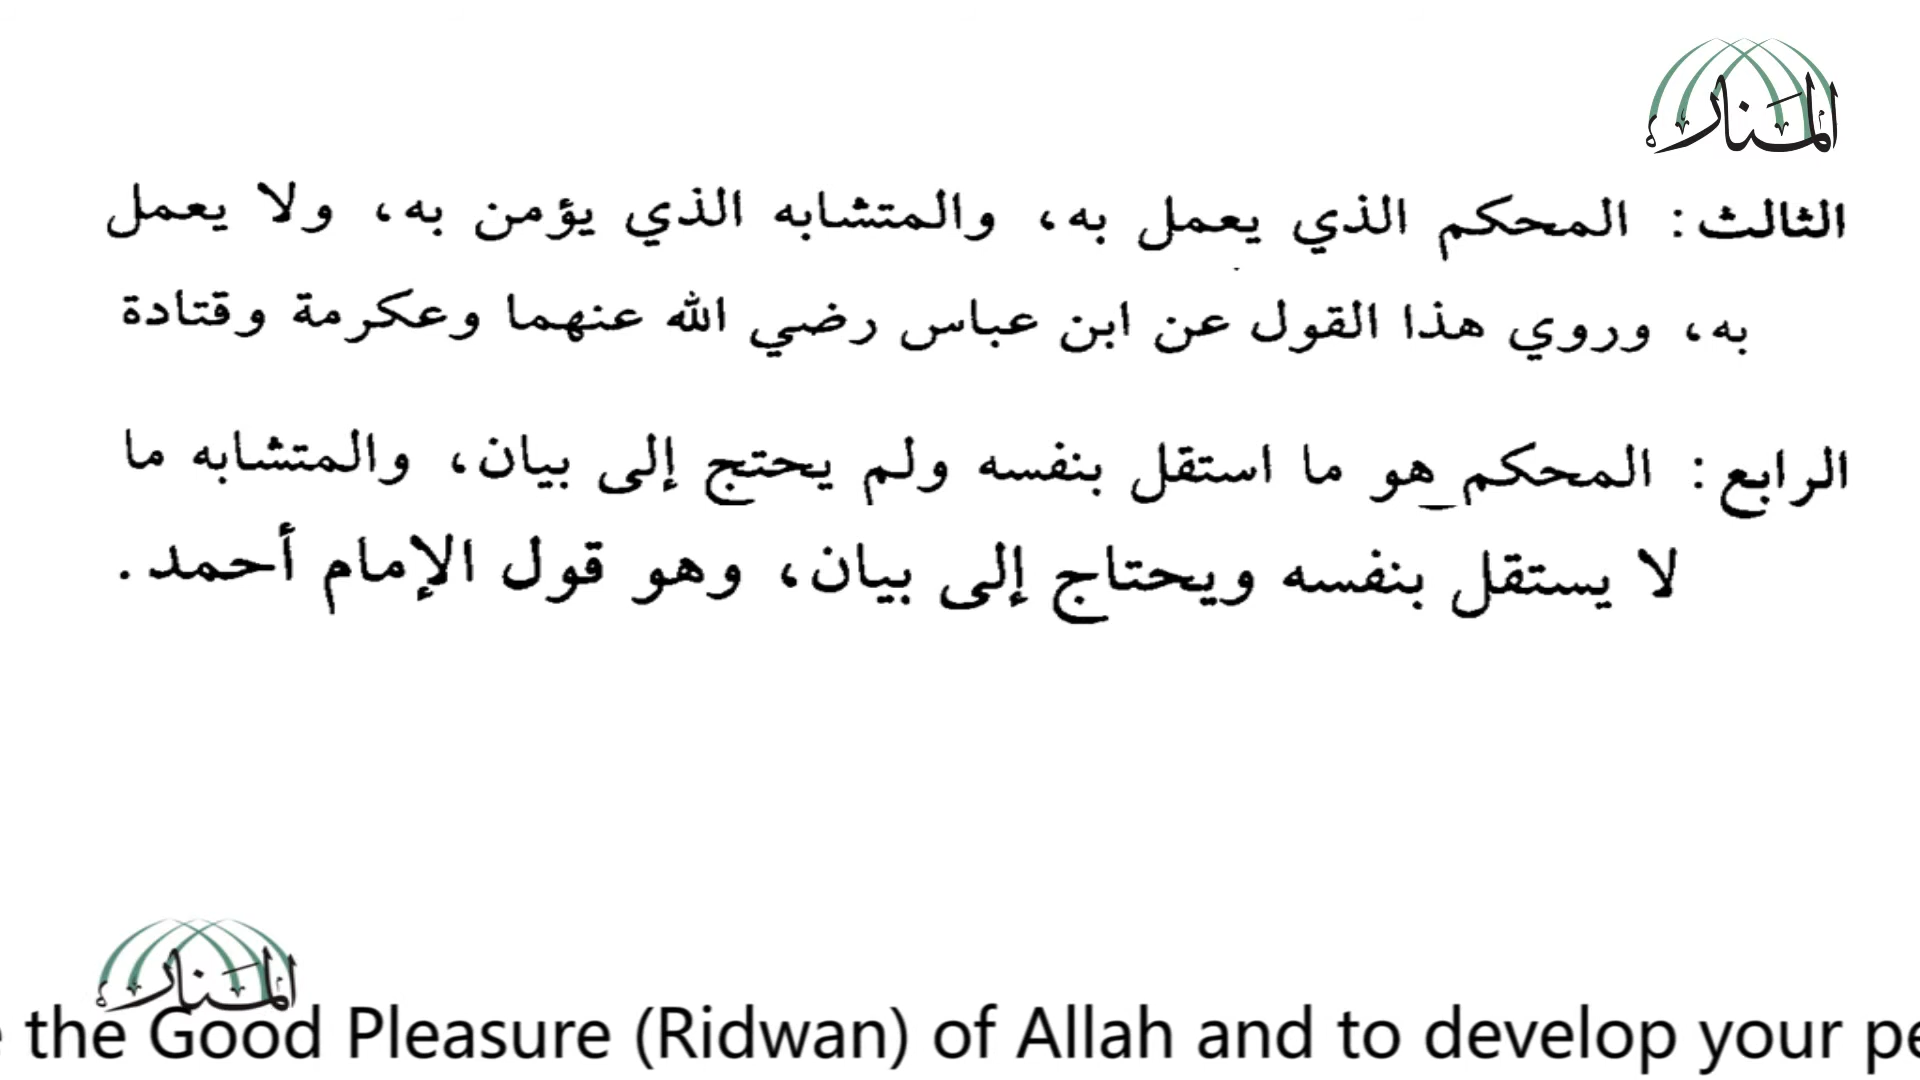 المنار
الثالث: المحكم الذي يعمل به، والمتشابه الذي يؤمن به، ولا يعمل
به، وروي هذا القول عن ابن عباس رضي الله عنهما وعكرمة وقتادة
الرابع: المحكم هو ما استقل بنفسه ولم يحتج إلى بيان، والمتشابه ما
لا يستقل بنفسه ويحتاج إلى بيان، وهو قول الإمام أحمد.
المنار
the Good Pleasure (Ridwan) of Allah and to develop your